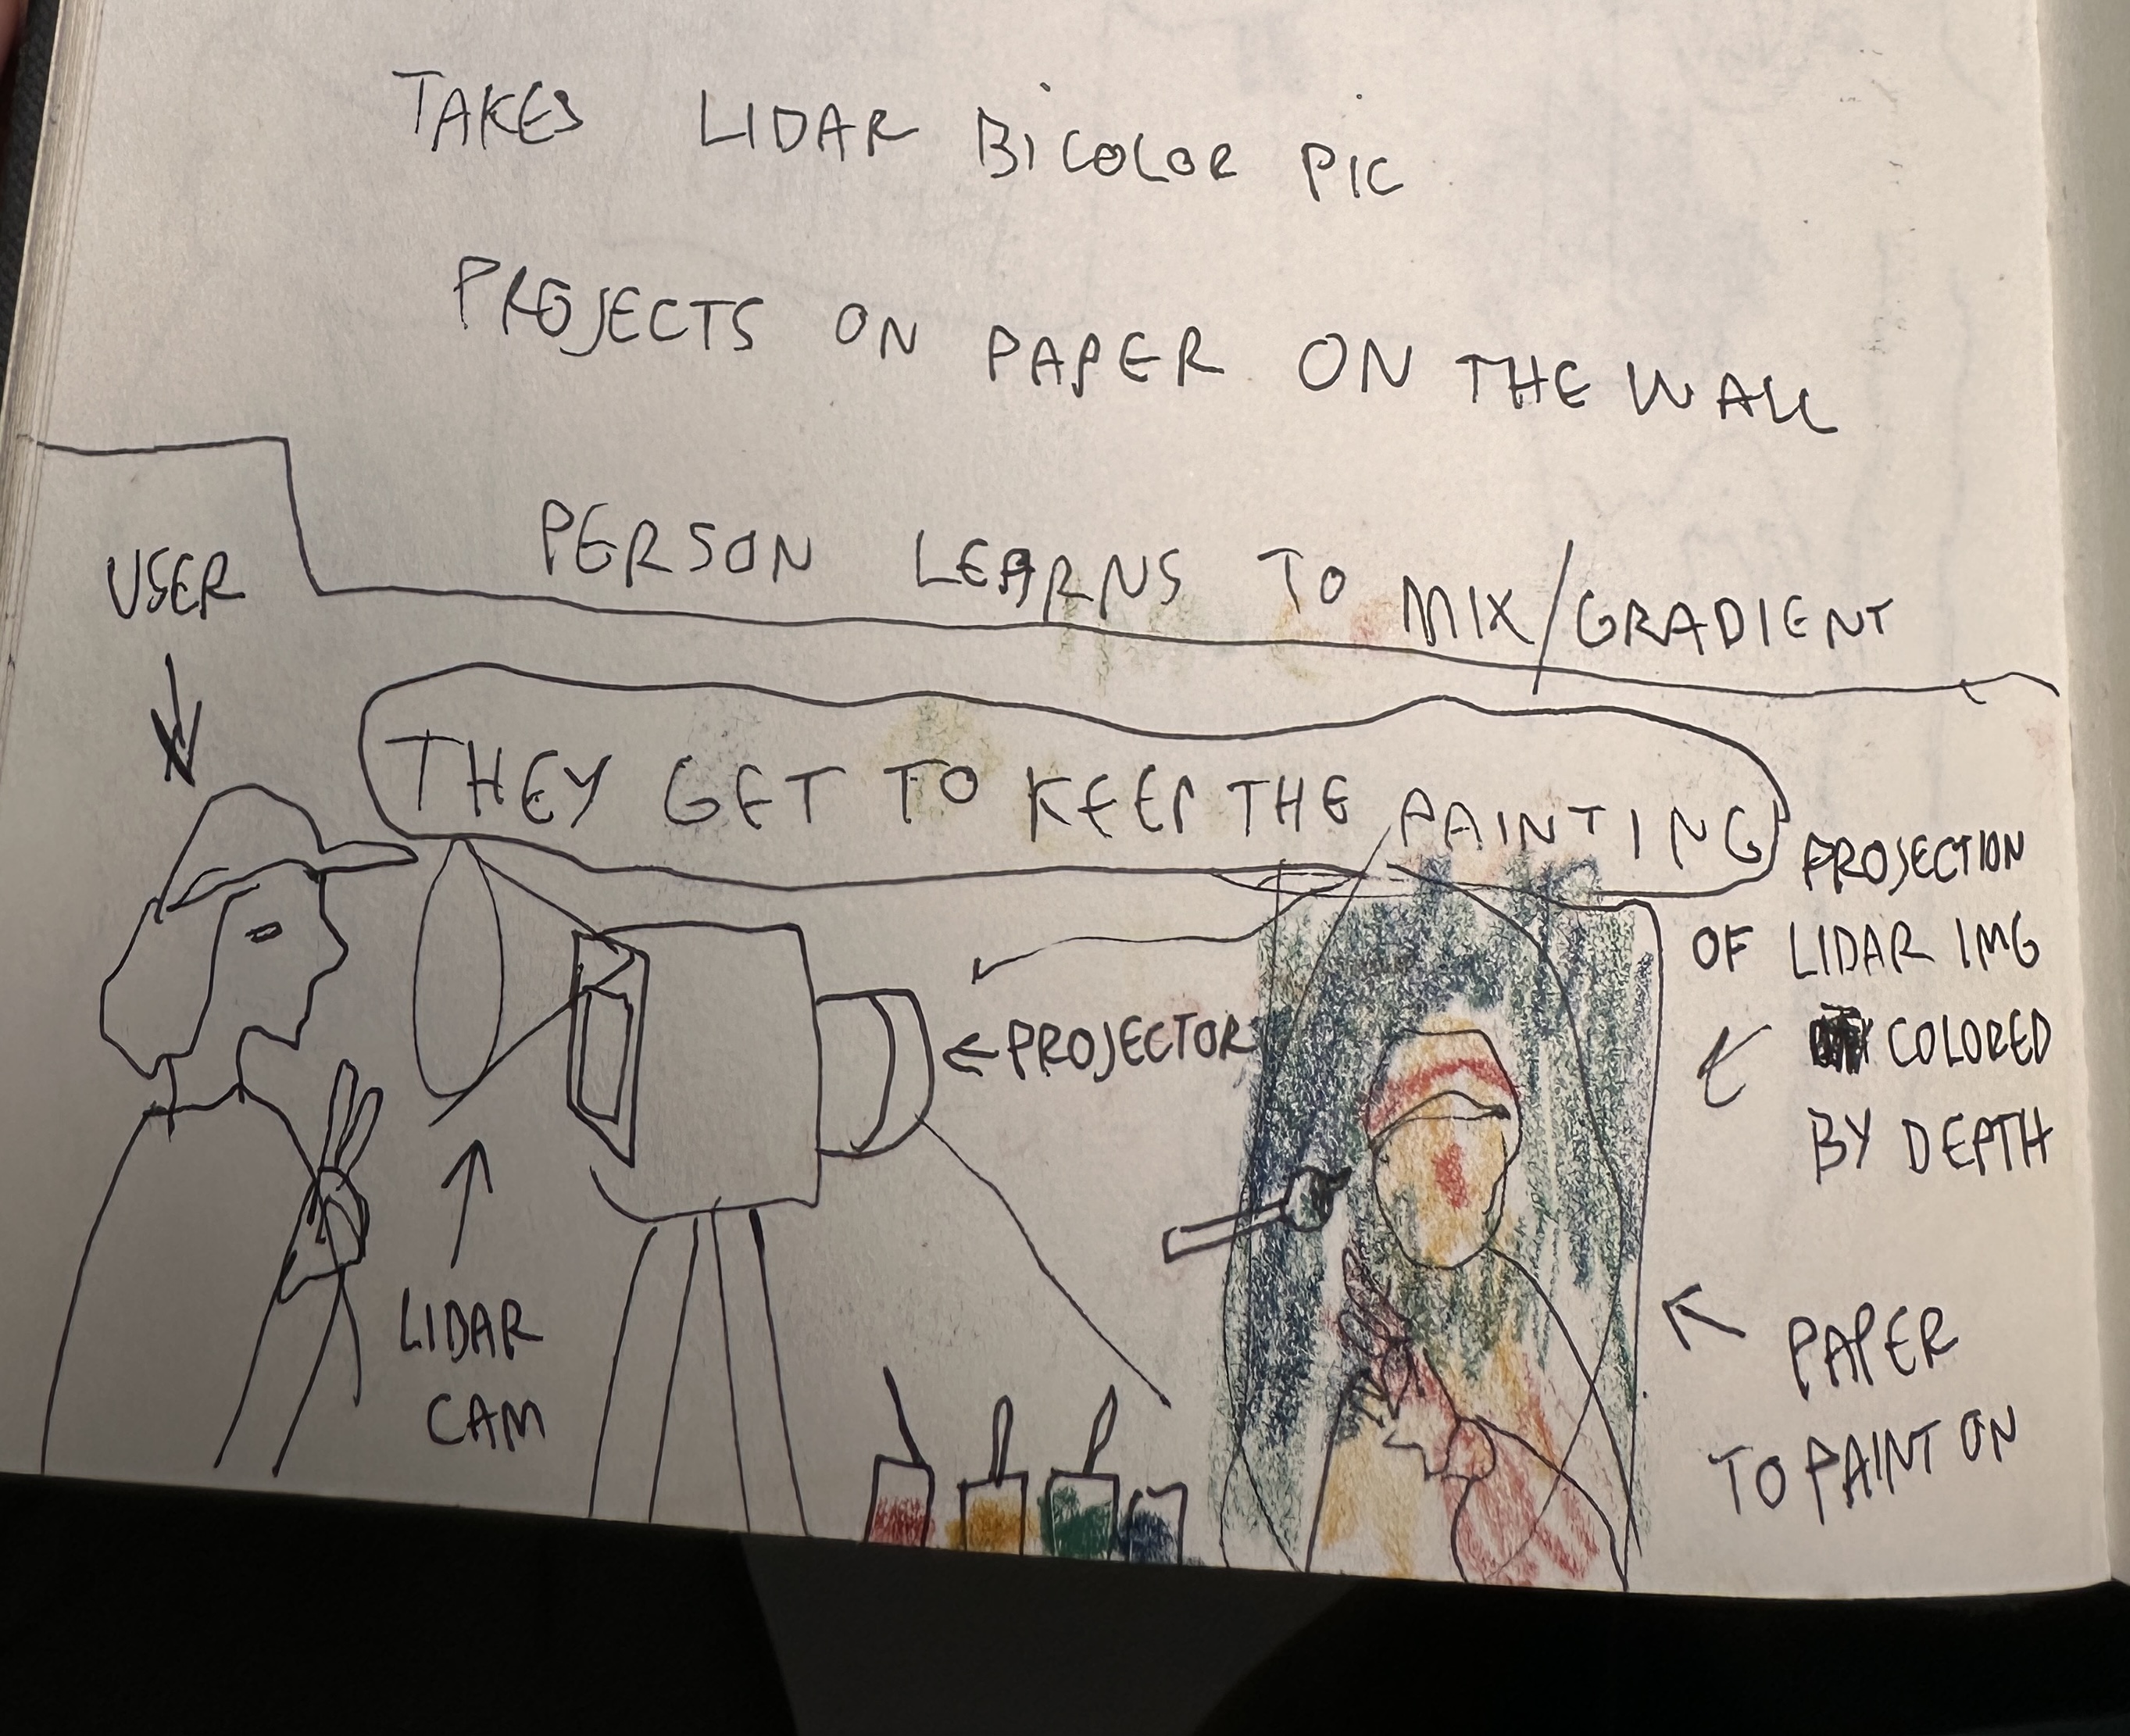 TAKES LIDAR BICOLOR PIC
PROJECTS ON PAPER ON THE WALL
PERSON LEARNS TO MIX/GRADIENT
USER
THEY GET TO KEEP THE PAINTING
PROJECTION
OF LIDAR IMG
COLORED
BY DEPTH
← PROJECTOR
LIDAR
CAM
PAPER
TO PAINT ON